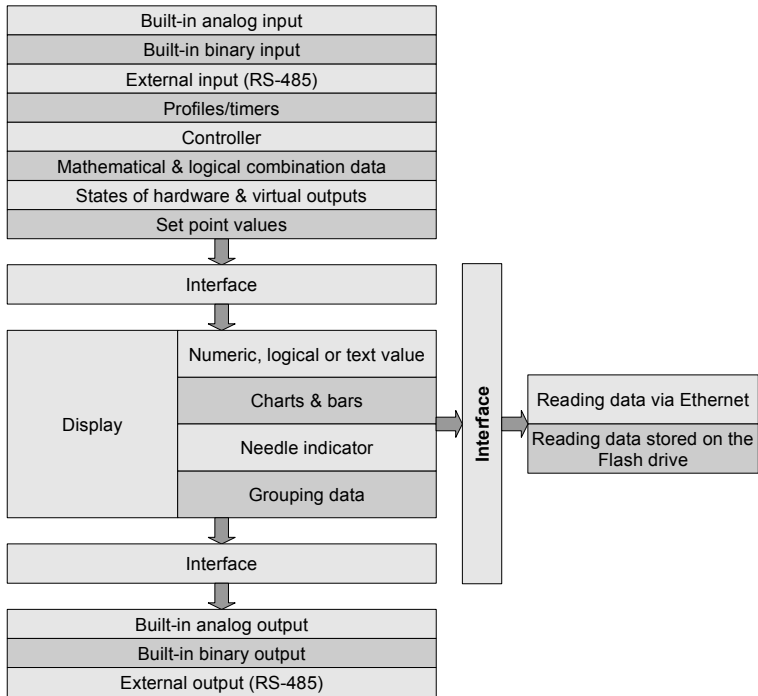 Built-in analog input
Built-in binary input
External input (RS-485)
Profiles/timers
Controller
Mathematical & logical combination data
States of hardware & virtual outputs
Set point values
Interface
Display
Numeric, logical or text value
Charts & bars
Needle indicator
Grouping data
Interface
Reading data via Ethernet
Reading data stored on the
Flash drive
Interface
Built-in analog output
Built-in binary output
External output (RS-485)